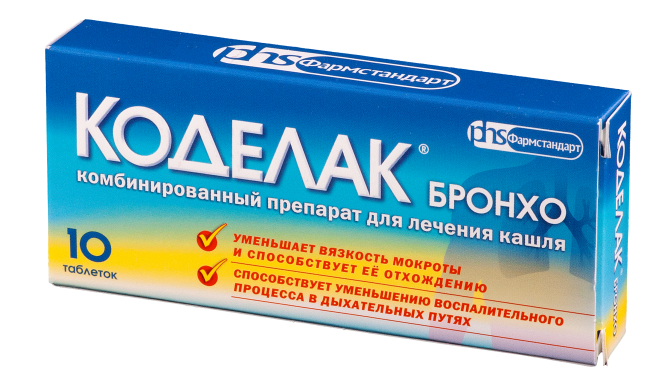 phs Фармстандарт
КОДЕЛАК®
phs Фармстандарт
БРОНХО
комбинированный препарат для лечения кашля
10
таблеток
УМЕНЬШАЕТ ВЯЗКОСТЬ МОКРОТЫ
И СПОСОБСТВУЕТ ЕЁ ОТХОЖДЕНИЮ
СПОСОБСТВУЕТ УМЕНЬШЕНИЮ ВОСПАЛИТЕЛЬНОГО
ПРОЦЕССА В ДЫХАТЕЛЬНЫХ ПУТЯХ
КОДЕЛАК® БРОНХО